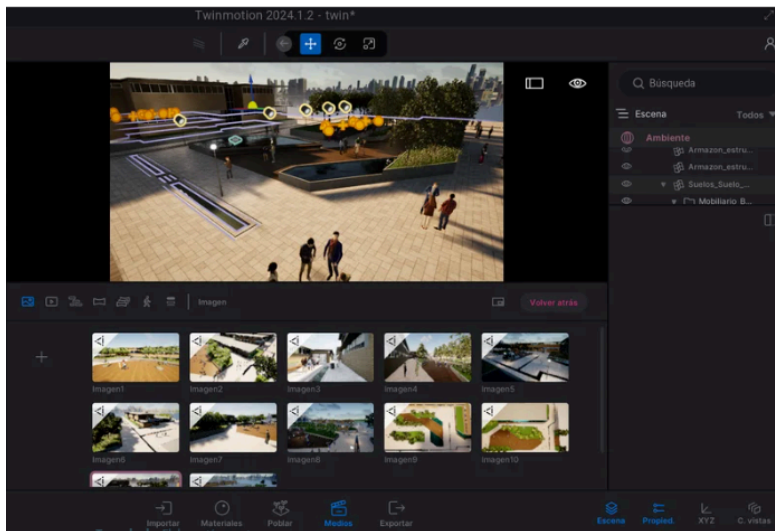 Twinmotion 2024.1.2 - twin*
Búsqueda
Escena Todos
Ambiente
Armazon_estru...
Armazon_estru...
Suelos_Suelo_...
Mobiliario B...
Imagen
Volver atrás
Imagen1 Imagen2 Imagen3 Imagen4 Imagen5
Imagen6 Imagen7 Imagen8 Imagen9 Imagen10
Importar Materiales Poblar Medios Exportar
Escena Propied. XYZ C. vistas